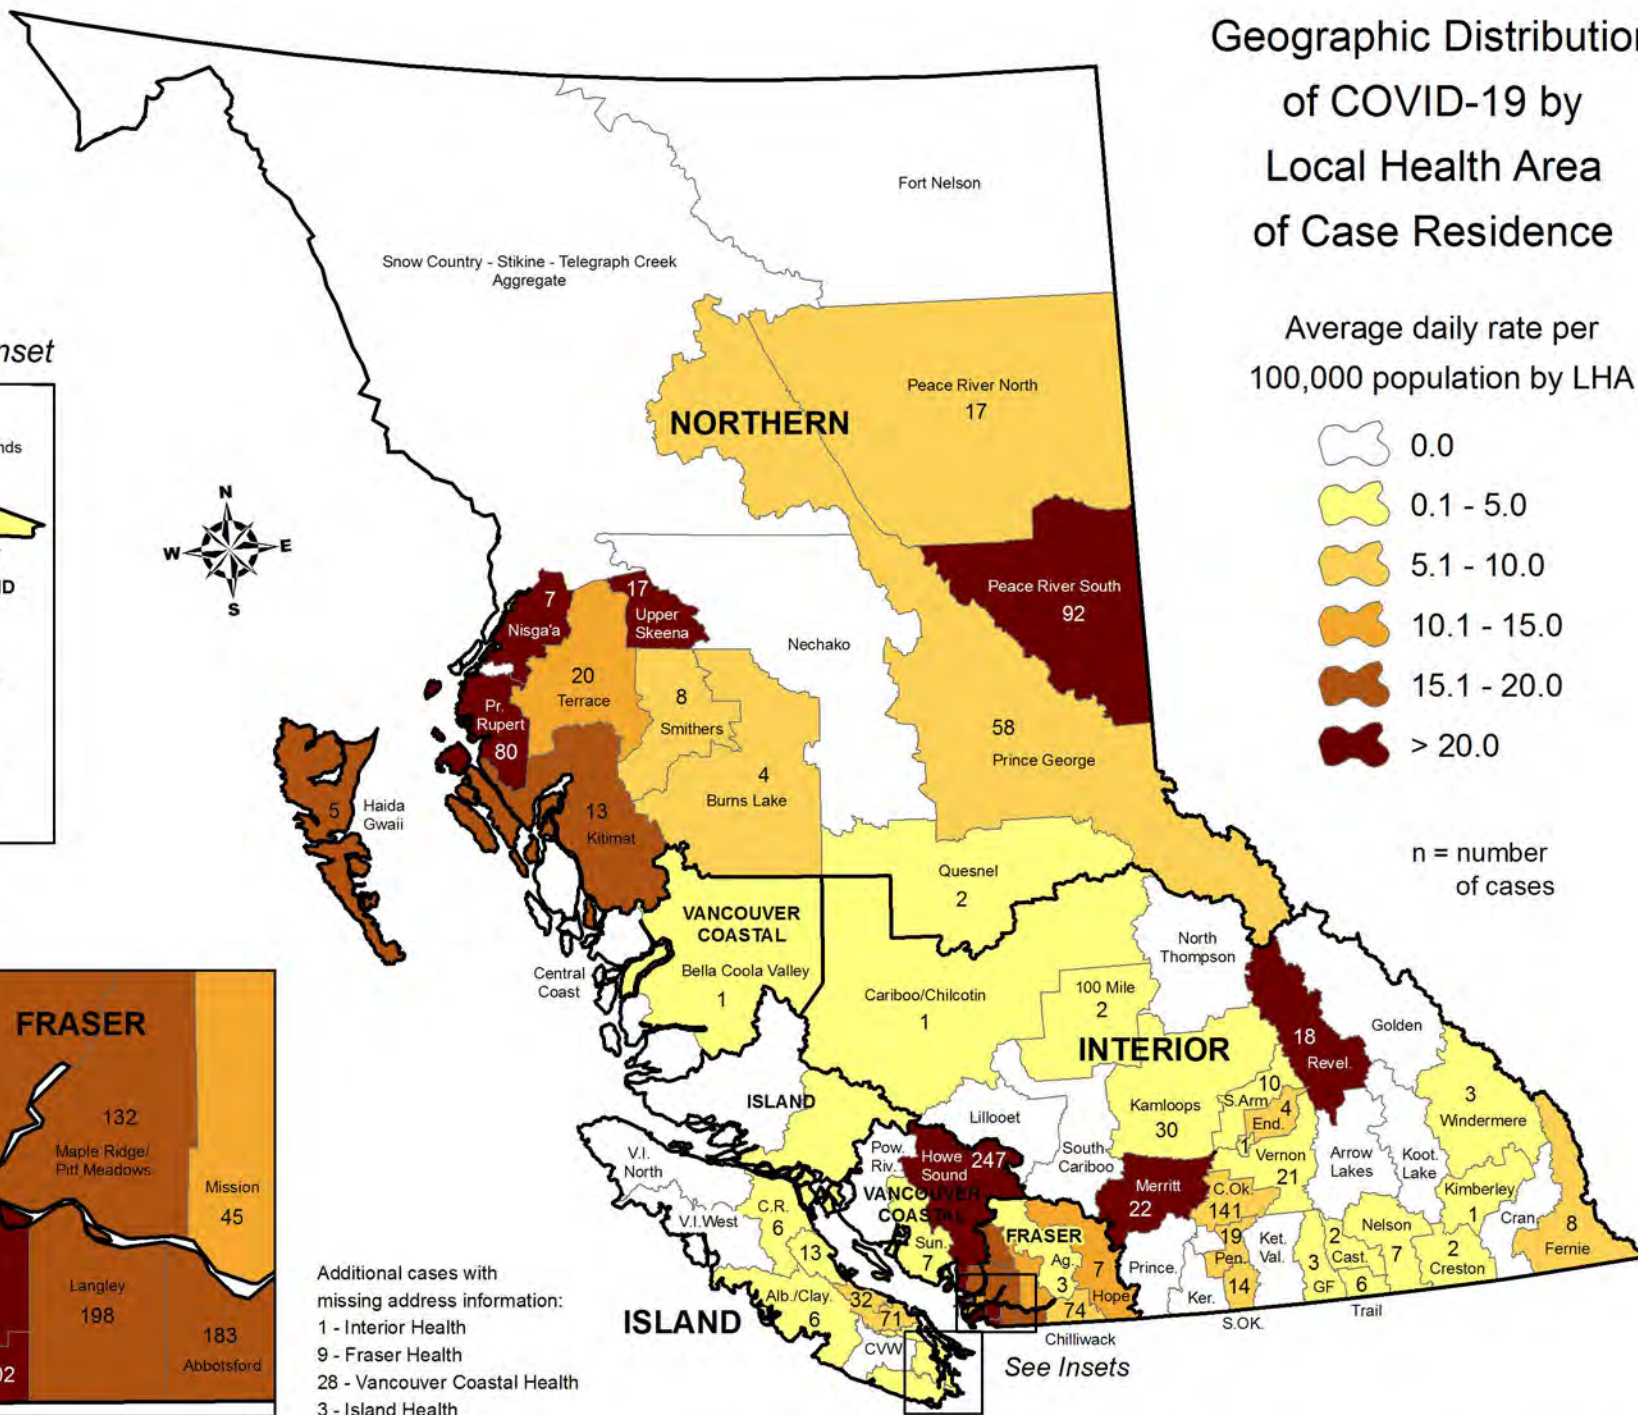 Geographic Distribution
of COVID-19 by
Local Health Area
of Case Residence
Average daily rate per
100,000 population by LHA
0.0
0.1 - 5.0
5.1 - 10.0
10.1 - 15.0
15.1 - 20.0
> 20.0
n = number
of cases
Fort Nelson
Snow Country - Stikine - Telegraph Creek
Aggregate
NORTHERN
Peace River North
17
Peace River South
92
N
W
E
S
7
Nisga'a
17
Upper
Skeena
20
Terrace
Nechako
Pr.
Rupert
80
8
Smithers
58
Prince George
4
Burns Lake
5
Haida
Gwaii
13
Kitimat
Quesnel
2
VANCOUVER
COASTAL
Bella Coola Valley
1
Central
Coast
Cariboo/Chilcotin
1
100 Mile
2
North
Thompson
INTERIOR
18
Revel.
Golden
ISLAND
Lillooet
Kamloops
30
10
S.Arm
4
End.
1
3
Windermere
V.I.
North
Pow.
Riv.
Howe
Sound
247
South
Cariboo
Merritt
22
Vernon
21
Arrow
Lakes
Koot.
Lake
Kimberley
1
Cran.
8
Fernie
VANCOUVER
COASTAL
C.R.
6
V.I.West
13
Sun.
7
FRASER
Ag.
3
7
Hope
74
Chilliwack
C.Ok.
141
19
Pen.
14
S.OK.
Prince.
Ker.
Ket.
Val.
3
GF
2
Cast.
6
Trail
Nelson
7
2
Creston
Alb./Clay.
6
32
71
CVW
ISLAND
See Insets
Additional cases with
missing address information:
1 - Interior Health
9 - Fraser Health
28 - Vancouver Coastal Health
3 - Island Health
FRASER
132
Maple Ridge/
Pitt Meadows
Mission
45
Langley
198
183
Abbotsford